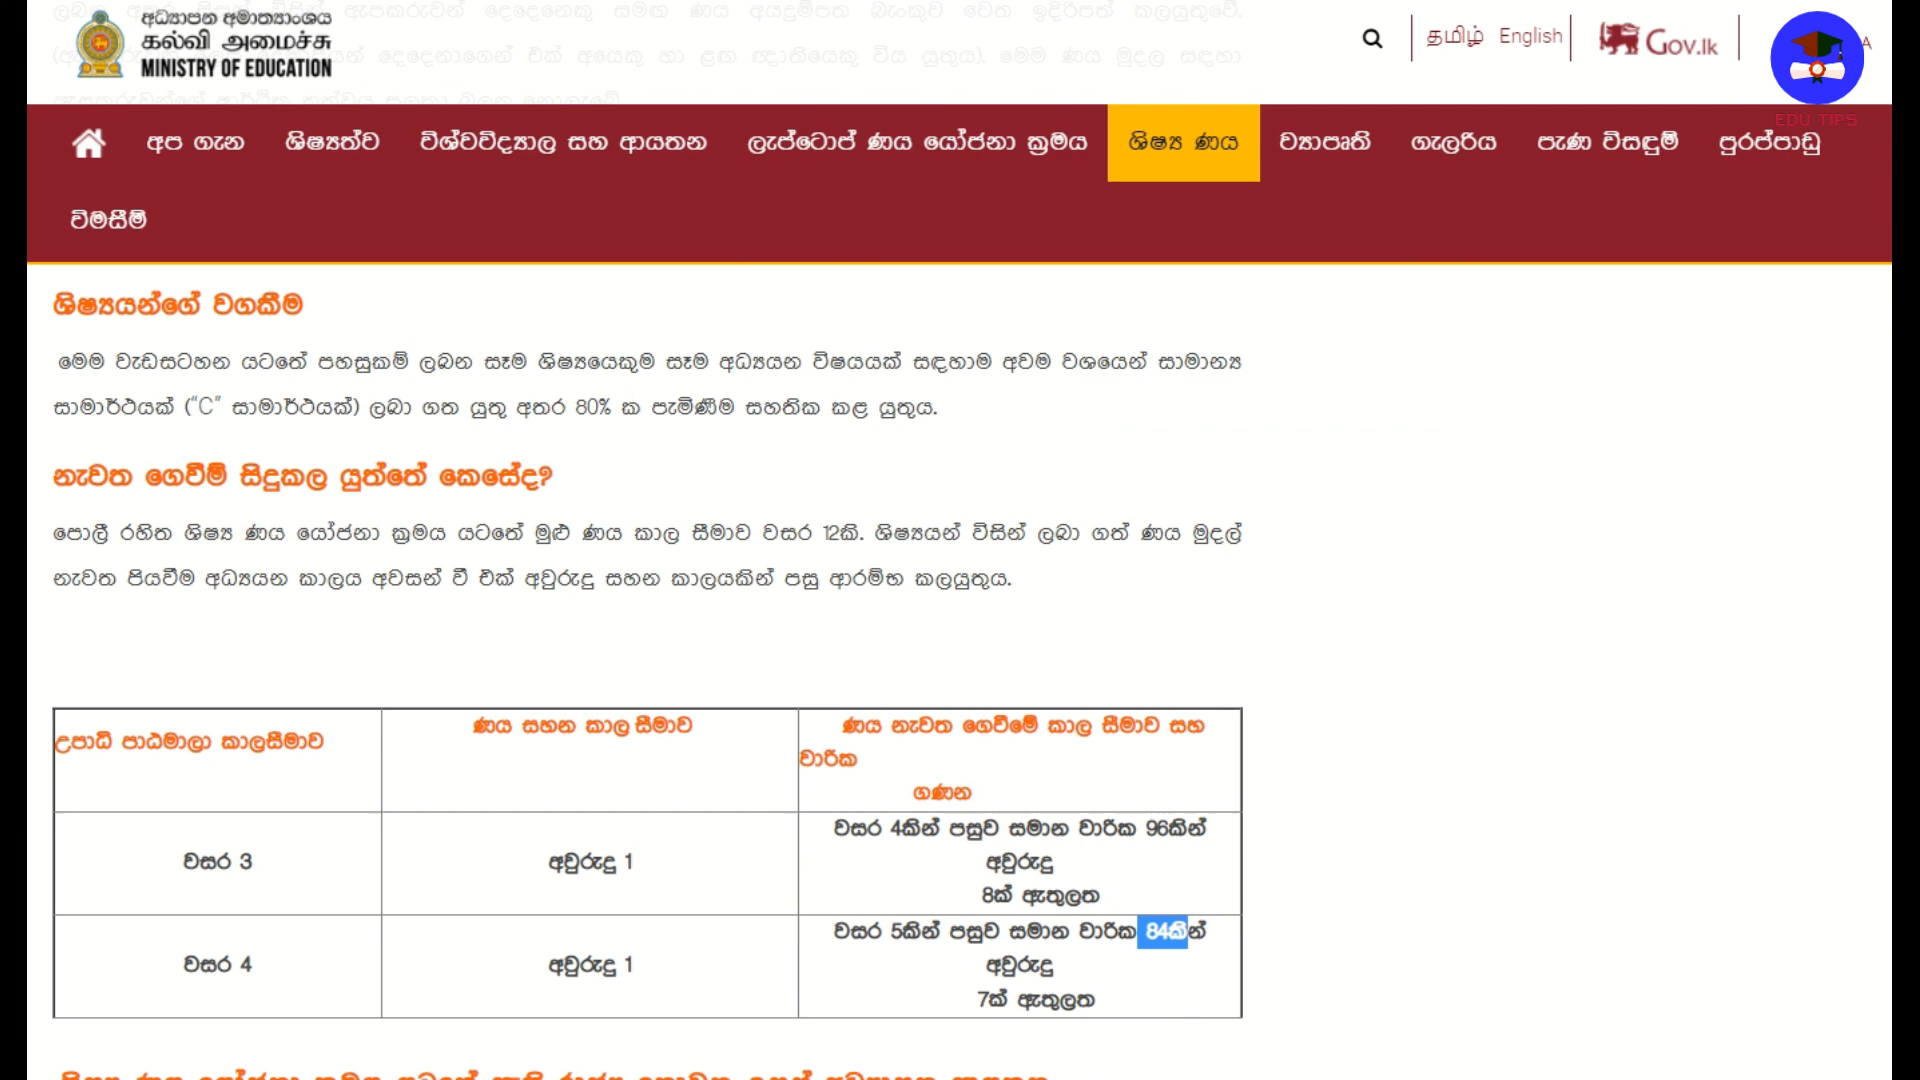 අධ්‍යාපන අමාත්‍යාංශය
கல்வி அமைச்சு
MINISTRY OF EDUCATION
தமிழ் English
Gov.lk
EDU TIPS
අප ගැන ශිෂ්‍යත්ව විශ්වවිද්‍යාල සහ ආයතන ලැප්ටොප් ණය යෝජනා ක්‍රමය ශිෂ්‍ය ණය ව්‍යාපෘති ගැලරිය පැණ විසඳුම් පුරප්පාඩු
විමසීම්
ශිෂ්‍යයන්ගේ වගකීම
මෙම වැඩසටහන යටතේ පහසුකම් ලබන සෑම ශිෂ්‍යයෙකුම සෑම අධ්‍යයන විෂයයක් සඳහාම අවම වශයෙන් සාමාන්‍ය
සාමාර්ථයක් (“C” සාමාර්ථයක්) ලබා ගත යුතු අතර 80% ක පැමිණීම සහතික කළ යුතුය.
නැවත ගෙවීම් සිදුකල යුත්තේ කෙසේද?
පොලී රහිත ශිෂ්‍ය ණය යෝජනා ක්‍රමය යටතේ මුළු ණය කාල සීමාව වසර 12කි. ශිෂ්‍යයන් විසින් ලබා ගත් ණය මුදල්
නැවත පියවීම අධ්‍යයන කාලය අවසන් වී එක් අවුරුදු සහන කාලයකින් පසු ආරම්භ කලයුතුය.
උපාධි පාඨමාලා කාලසීමාව
ණය සහන කාල සීමාව
ණය නැවත ගෙවීමේ කාල සීමාව සහ
වාරික
ගණන
වසර 3
අවුරුදු 1
වසර 4කින් පසුව සමාන වාරික 96කින්
අවුරුදු
8ක් ඇතුලත
වසර 4
අවුරුදු 1
වසර 5කින් පසුව සමාන වාරික 84කින්
අවුරුදු
7ක් ඇතුලත